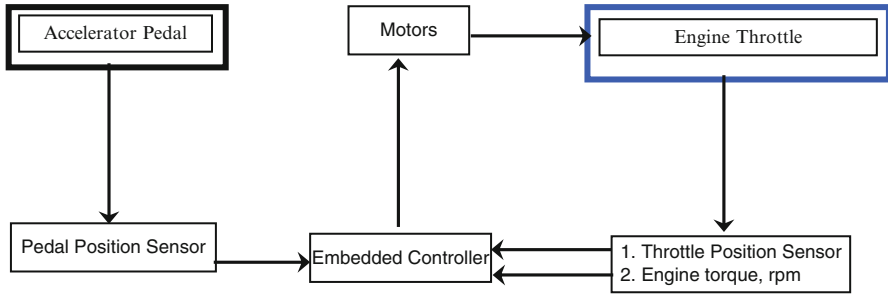 Accelerator Pedal
Motors
Engine Throttle
Pedal Position Sensor
Embedded Controller
1. Throttle Position Sensor
2. Engine torque, rpm